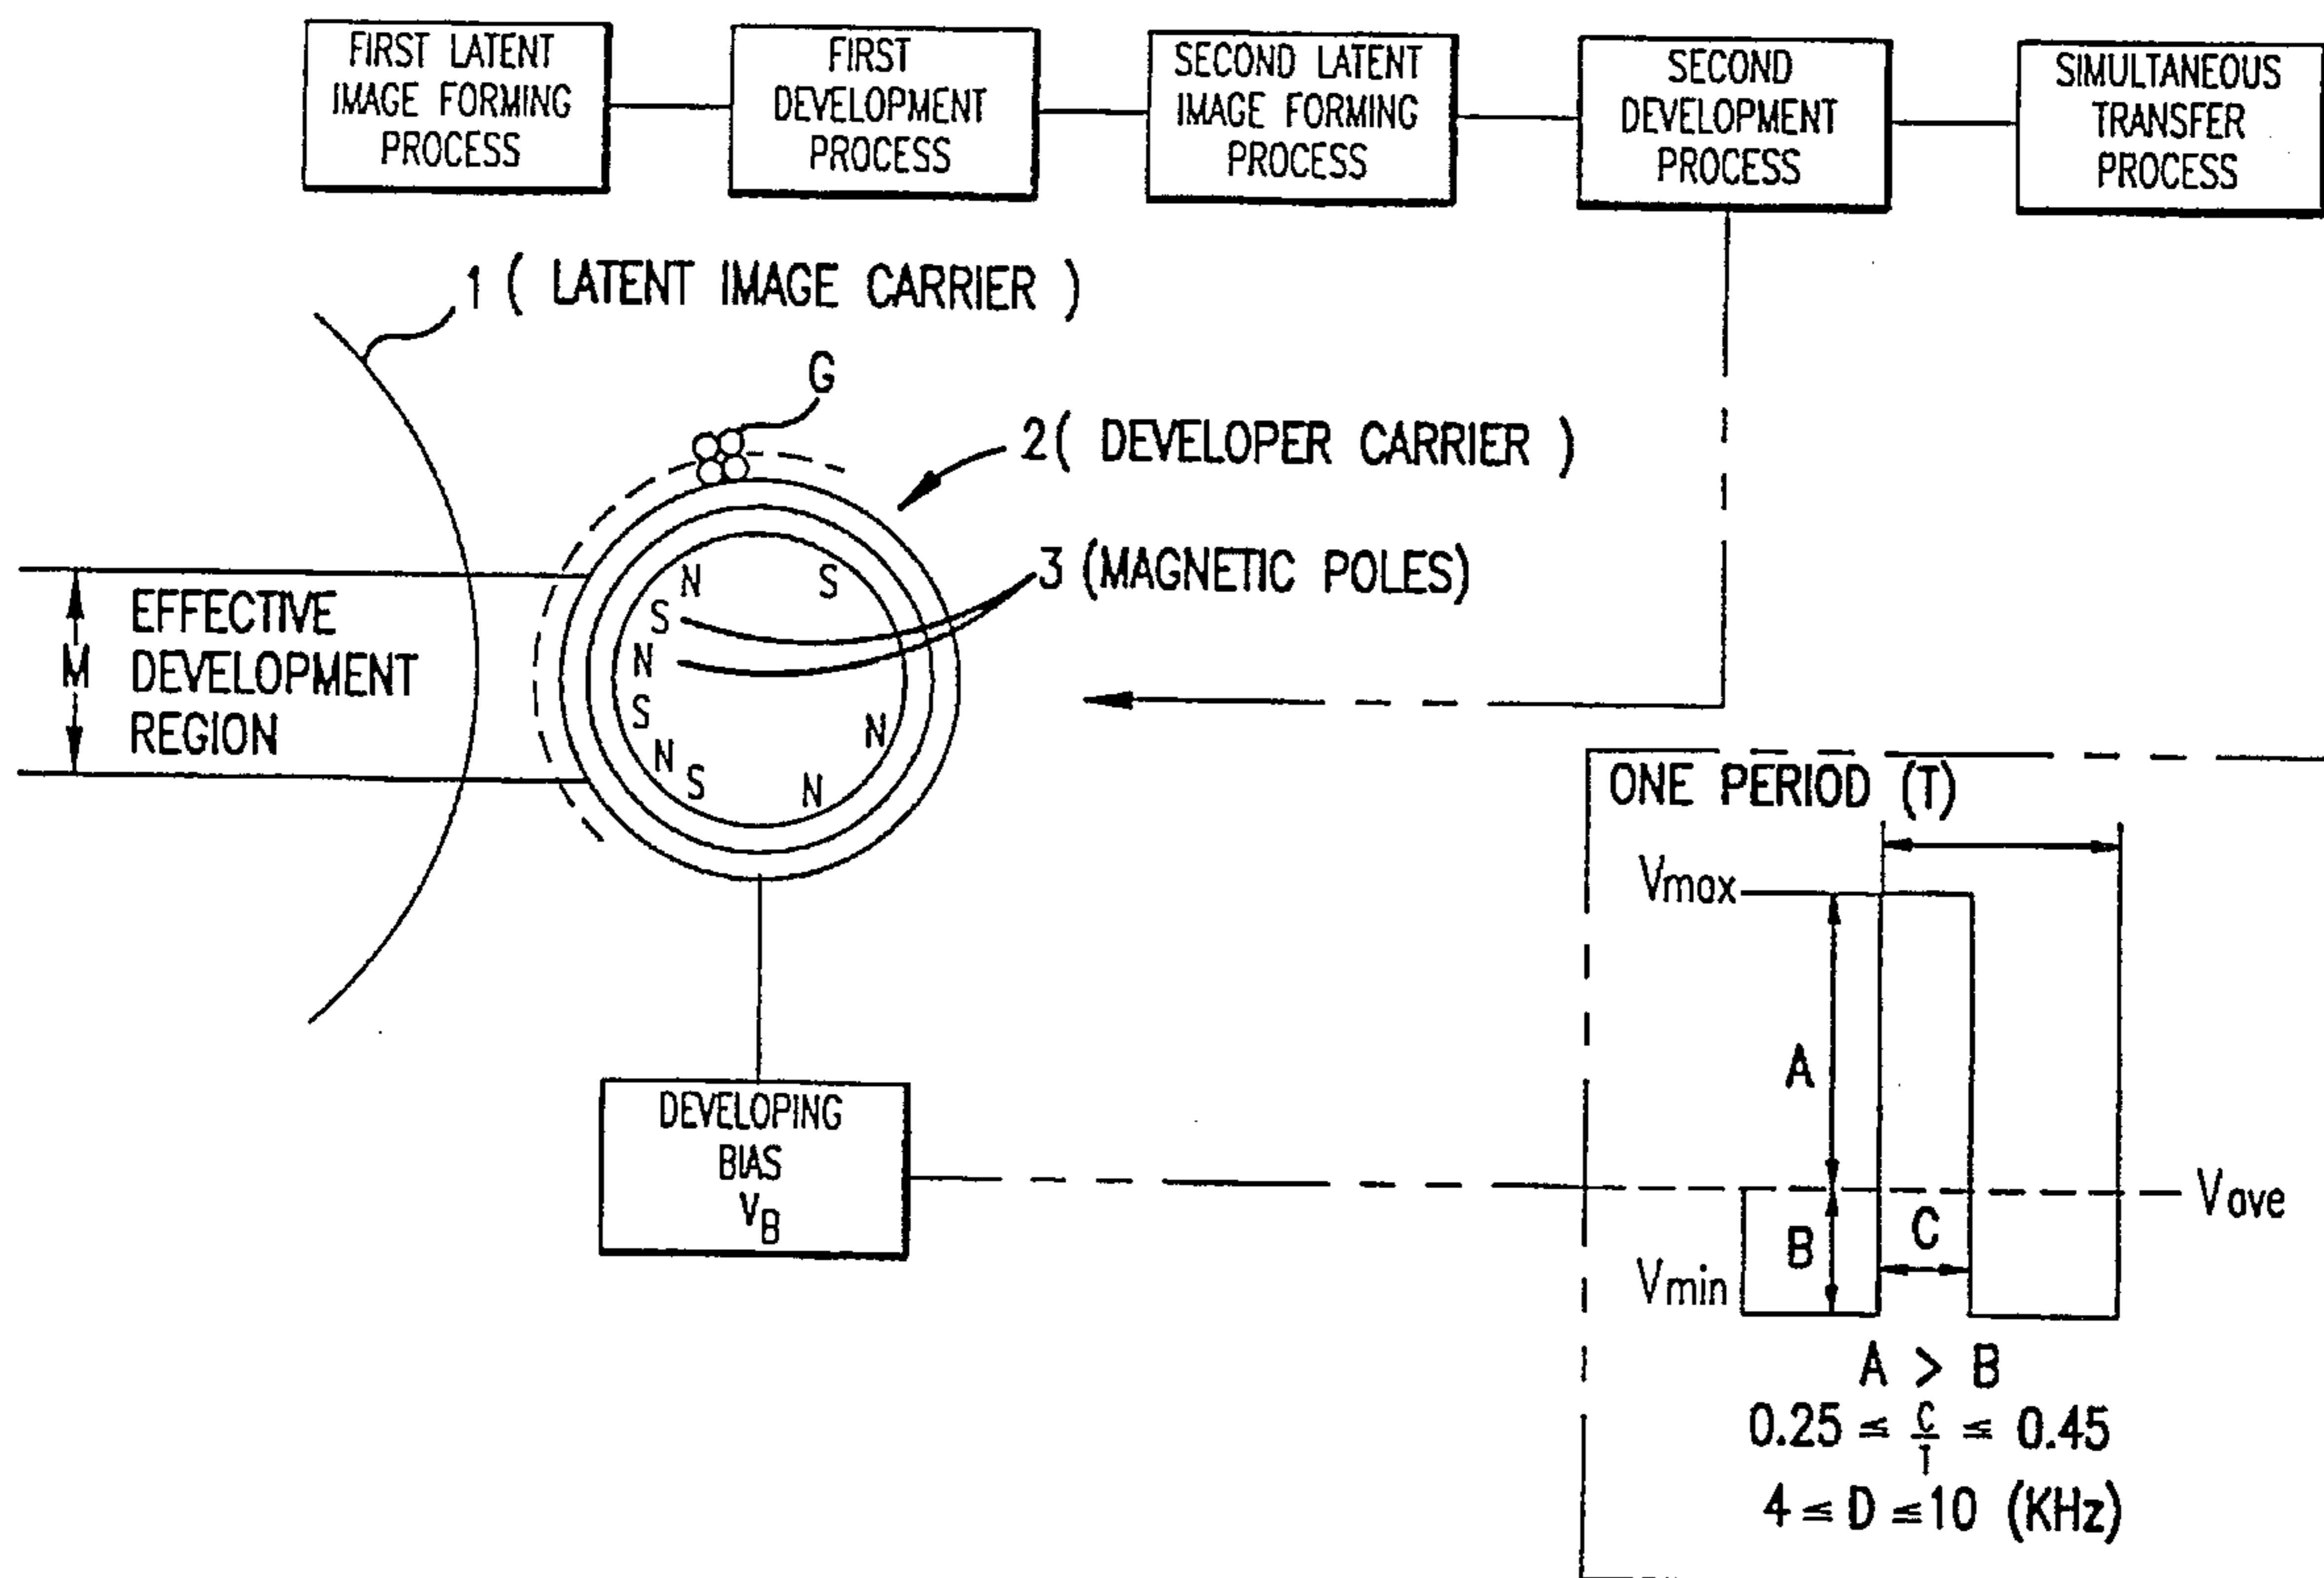 FIRST LATENT
IMAGE FORMING
PROCESS
FIRST
DEVELOPMENT
PROCESS
SECOND LATENT
IMAGE FORMING
PROCESS
SECOND
DEVELOPMENT
PROCESS
SIMULTANEOUS
TRANSFER
PROCESS
1 ( LATENT IMAGE CARRIER )
G
2 ( DEVELOPER CARRIER )
3 (MAGNETIC POLES)
N
S
S
N
S
N
S
N
N
M
EFFECTIVE
DEVELOPMENT
REGION
DEVELOPING
BIAS
VB
ONE PERIOD (T)
Vmax
A
Vave
B
C
Vmin
A > B
0.25 ≤ C/T ≤ 0.45
4 ≤ D ≤ 10 (KHz)